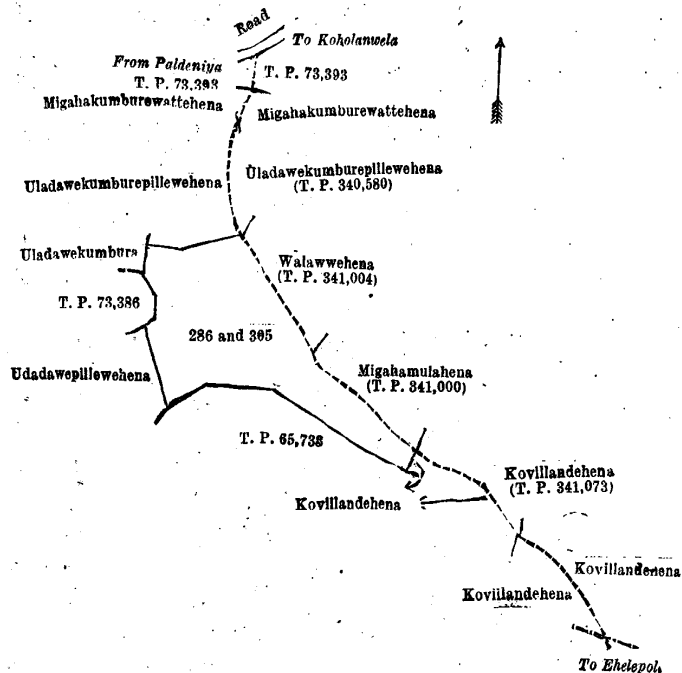 Road
To Koholanwela
From Paldeniya
T. P. 73,393
T. P. 73,393
Migahakumburewattehena
Migahakumburewattehena
Uladawekumburepillewehena
Uladawekumburepillewehena
(T. P. 340,580)
Uladawekumbura
Walawwehena
(T. P. 341,004)
T. P. 73,386
286 and 305
Udadawepillewehena
Migahamulahena
(T. P. 341,000)
T. P. 65,738
Kovillandehena
(T. P. 341,073)
Kovillandehena
Kovillandehena
Kovillandehena
To Ehelepol